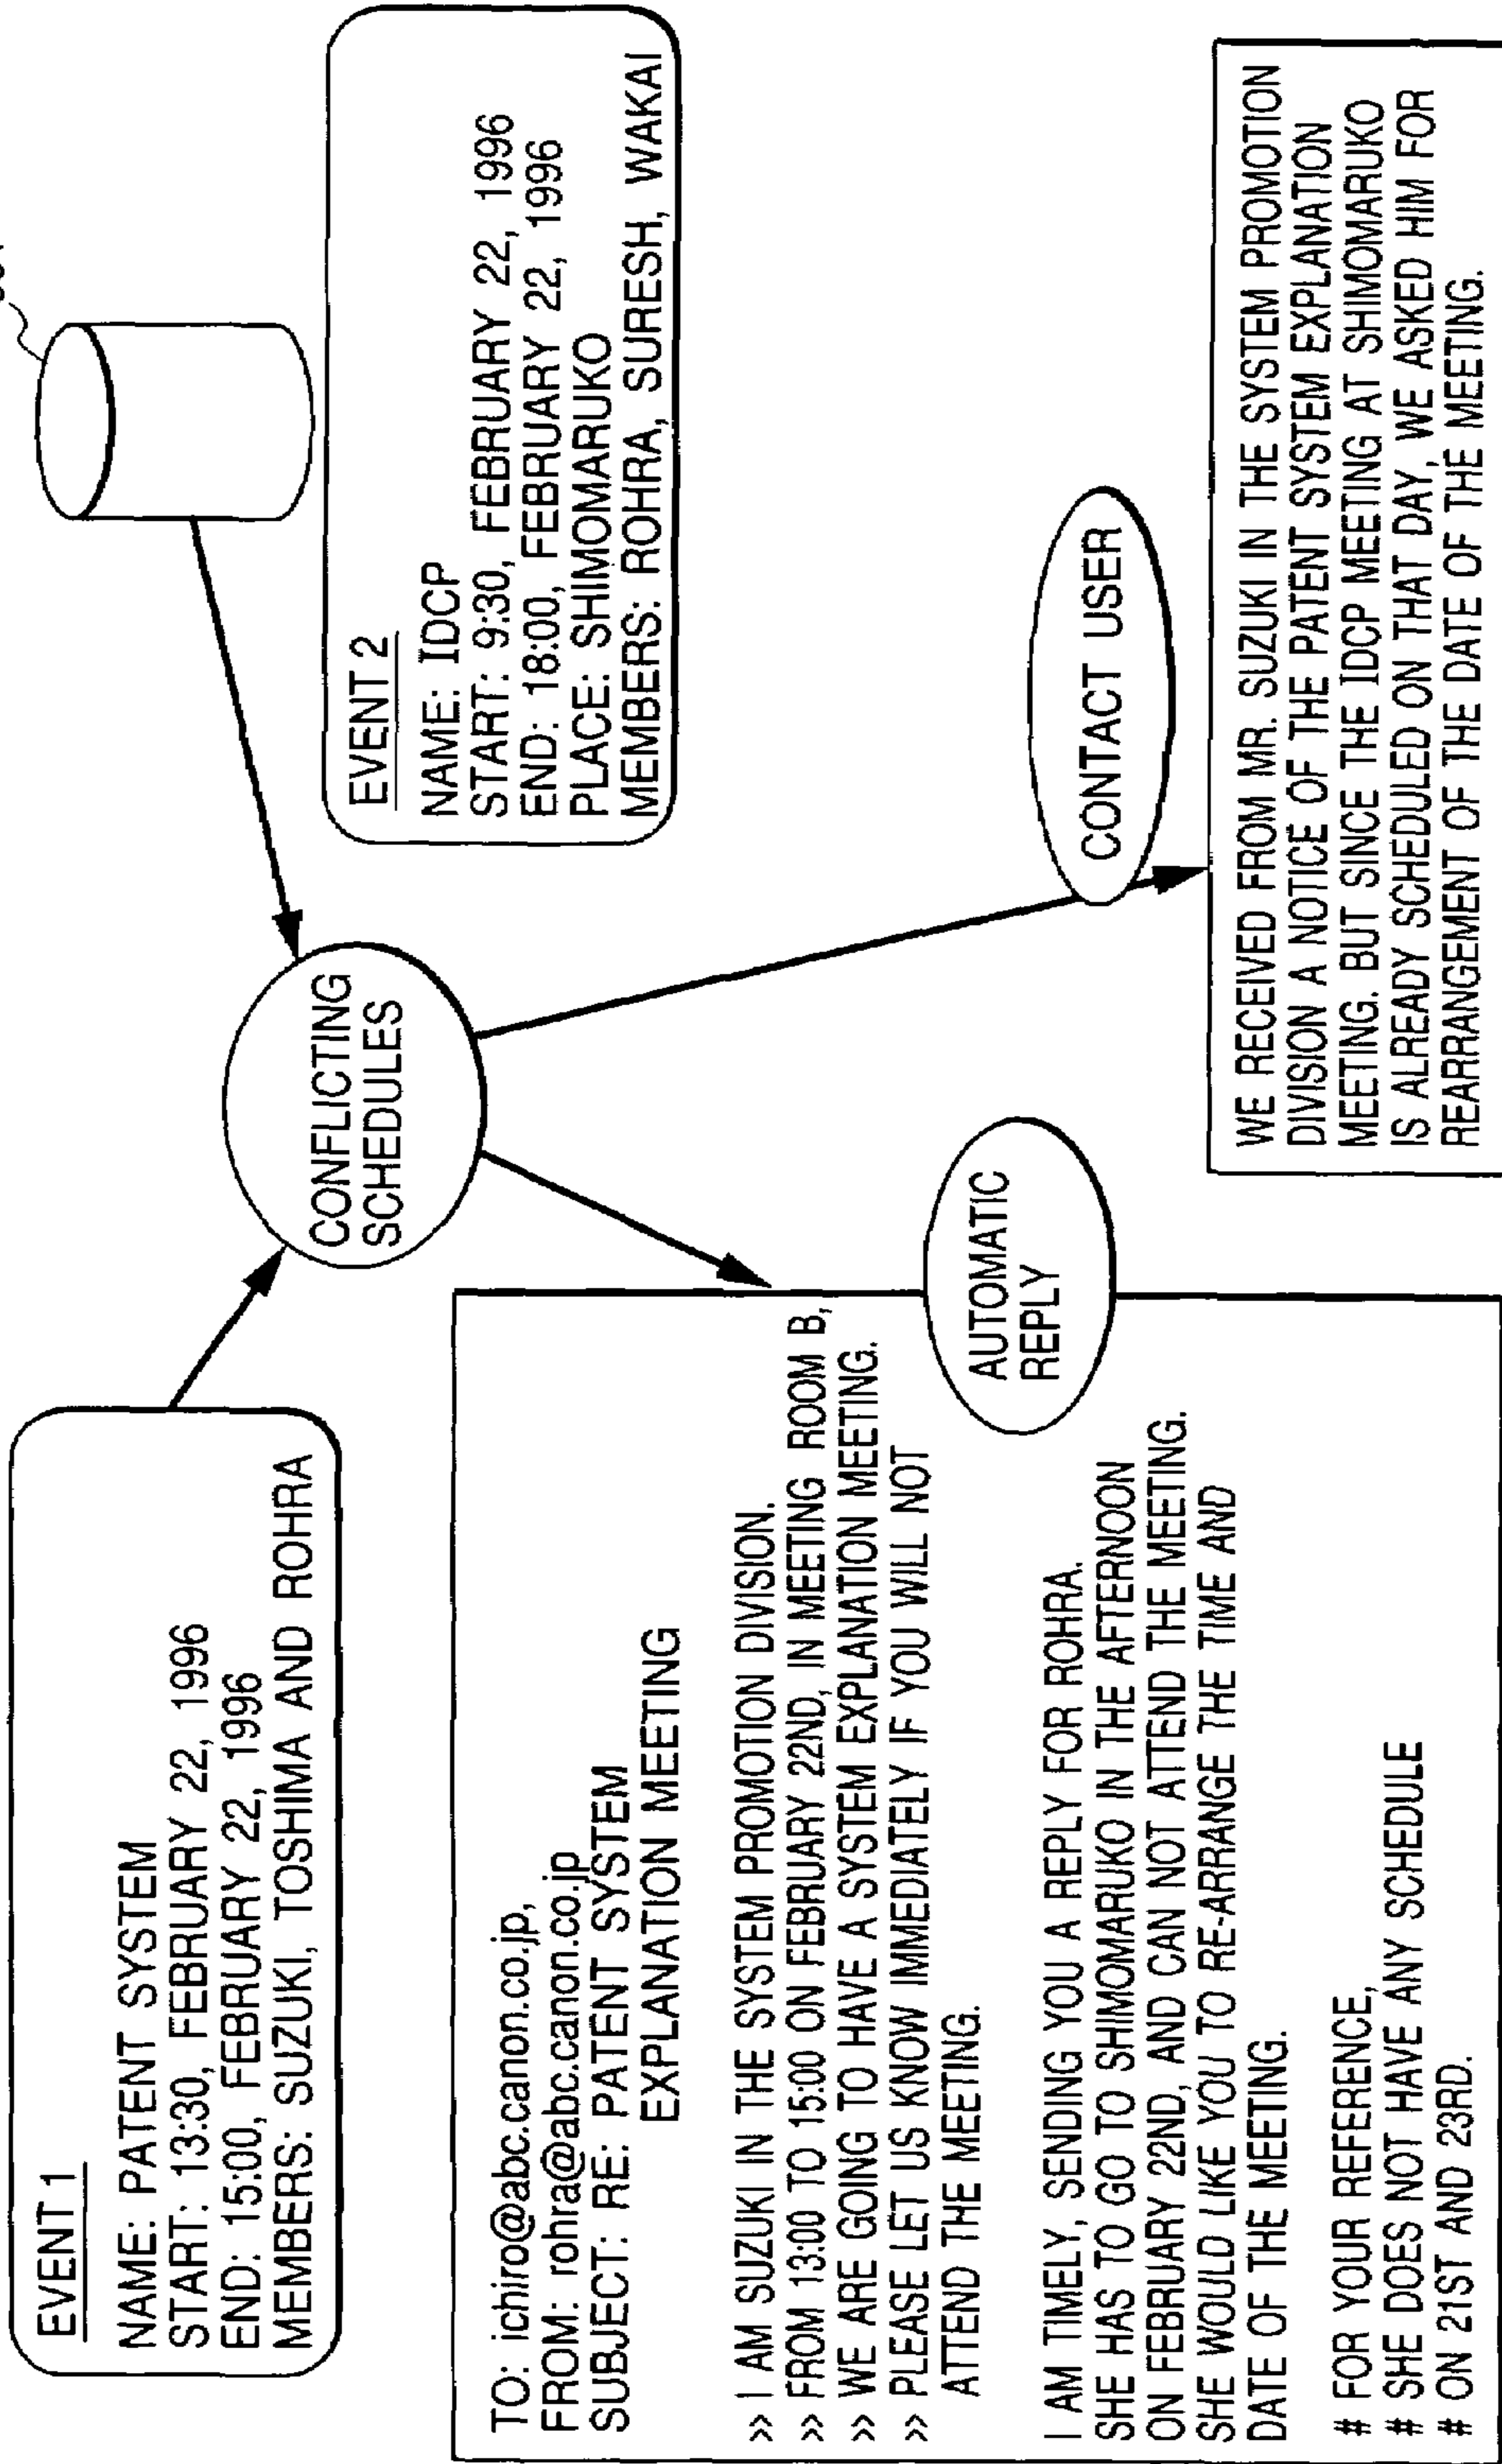 EVENT 1
NAME: PATENT SYSTEM
START: 13:30, FEBRUARY 22, 1996
END: 15:00, FEBRUARY 22, 1996
MEMBERS: SUZUKI, TOSHIMA AND ROHRA
CONFLICTING
SCHEDULES
EVENT 2
NAME: IDCP
START: 9:30, FEBRUARY 22, 1996
END: 18:00, FEBRUARY 22, 1996
PLACE: SHIMOMARUKO
MEMBERS: ROHRA, SURESH, WAKAI
TO: ichiro@abc.canon.co.jp,
FROM: rohra@abc.canon.co.jp
SUBJECT: RE: PATENT SYSTEM
EXPLANATION MEETING
>> I AM SUZUKI IN THE SYSTEM PROMOTION DIVISION.
>> FROM 13:00 TO 15:00 ON FEBRUARY 22ND, IN MEETING ROOM B,
>> WE ARE GOING TO HAVE A SYSTEM EXPLANATION MEETING.
>> PLEASE LET US KNOW IMMEDIATELY IF YOU WILL NOT
ATTEND THE MEETING.
I AM TIMELY, SENDING YOU A REPLY FOR ROHRA.
SHE HAS TO GO TO SHIMOMARUKO IN THE AFTERNOON
ON FEBRUARY 22ND, AND CAN NOT ATTEND THE MEETING.
SHE WOULD LIKE YOU TO RE-ARRANGE THE TIME AND
DATE OF THE MEETING.
# FOR YOUR REFERENCE,
# SHE DOES NOT HAVE ANY SCHEDULE
# ON 21ST AND 23RD.
AUTOMATIC
REPLY
CONTACT USER
WE RECEIVED FROM MR. SUZUKI IN THE SYSTEM PROMOTION
DIVISION A NOTICE OF THE PATENT SYSTEM EXPLANATION
MEETING. BUT SINCE THE IDCP MEETING AT SHIMOMARUKO
IS ALREADY SCHEDULED ON THAT DAY, WE ASKED HIM FOR
REARRANGEMENT OF THE DATE OF THE MEETING.